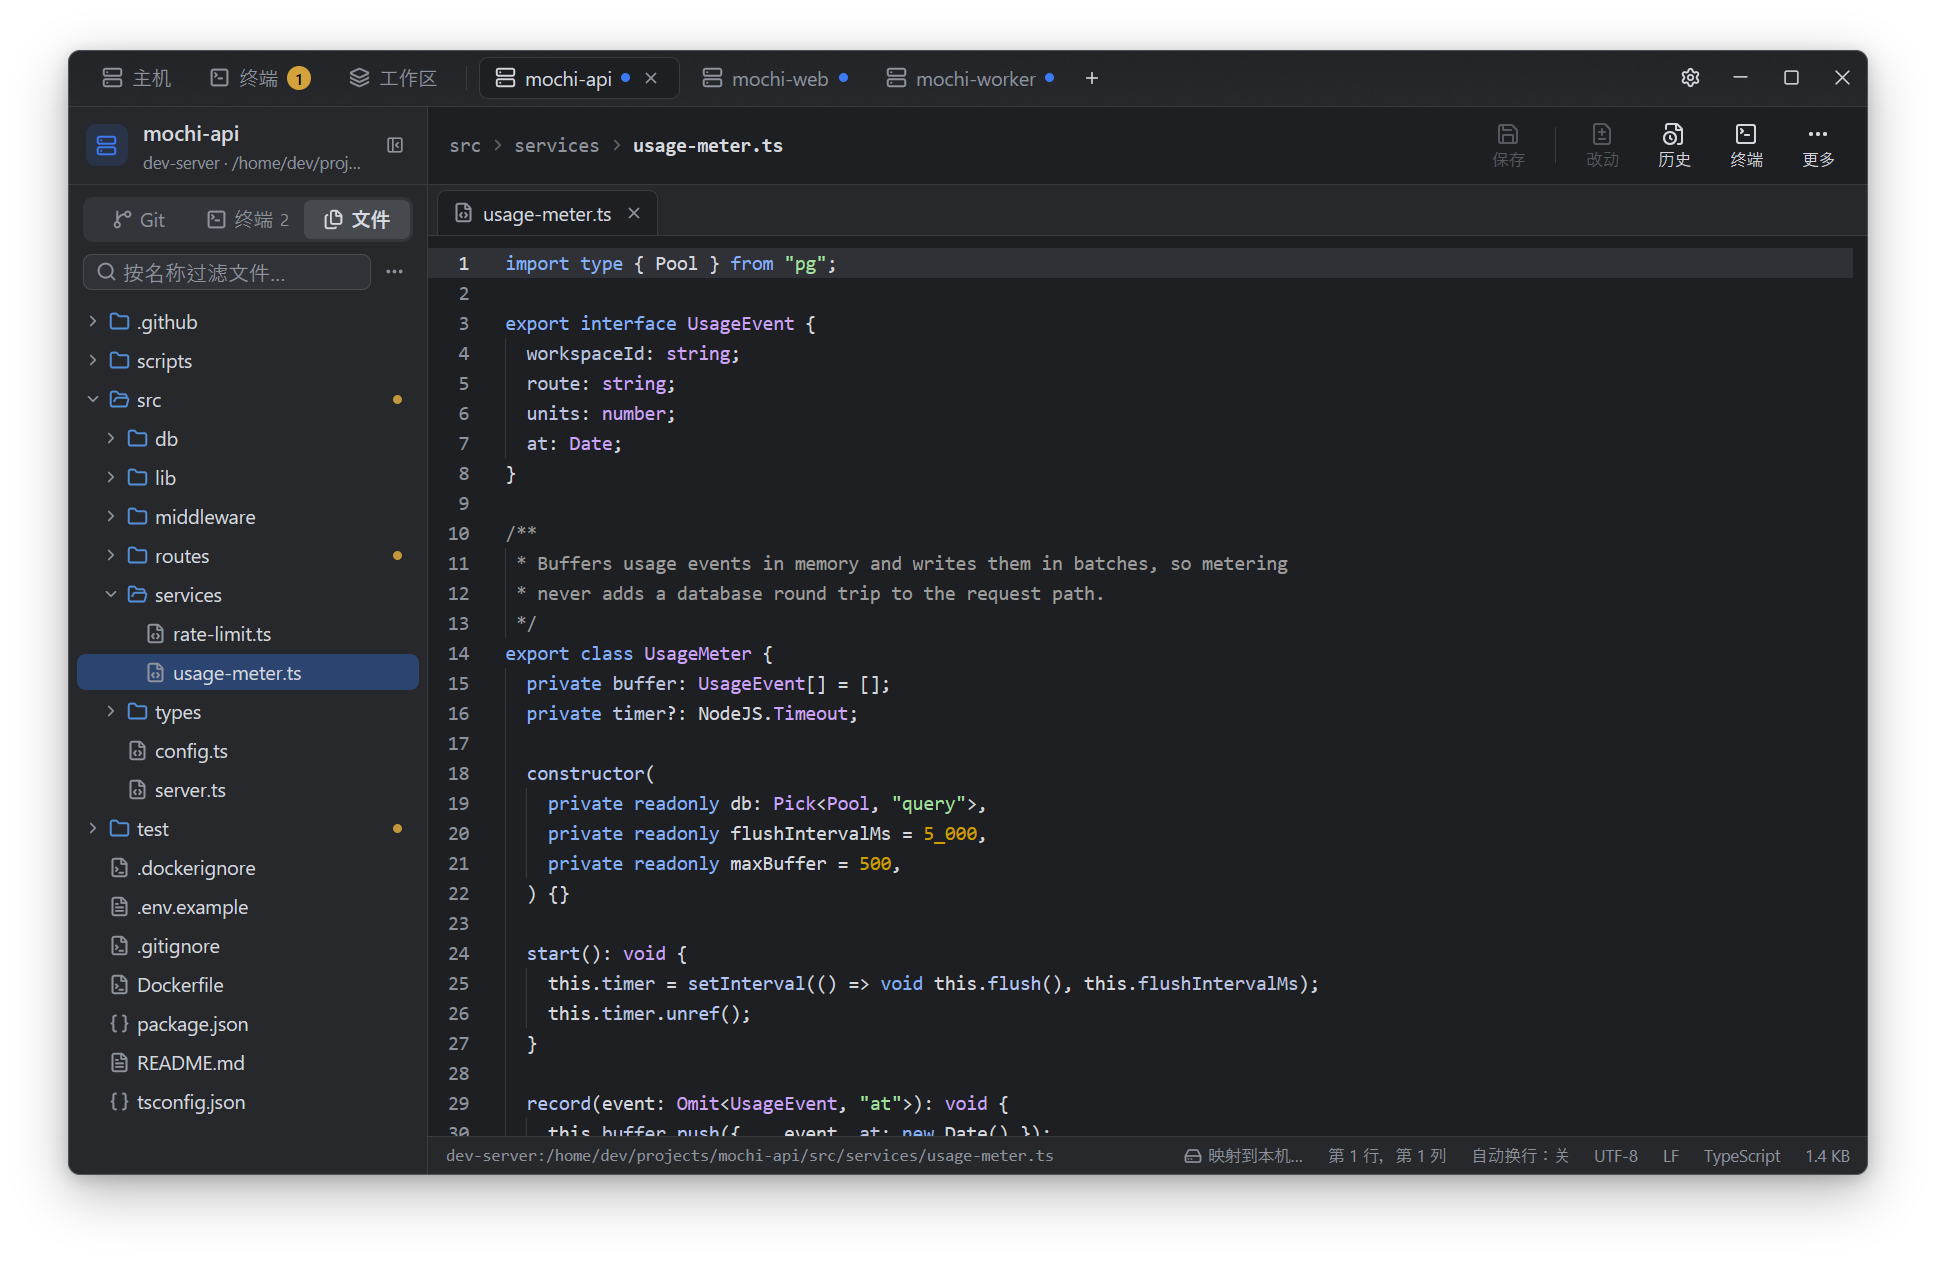 主机 终端 1 工作区 mochi-api mochi-web mochi-worker
mochi-api
dev-server · /home/dev/proj...
src services usage-meter.ts
保存 改动 历史 终端 更多
Git 终端 2 文件
按名称过滤文件...
.github
scripts
src
db
lib
middleware
routes
services
rate-limit.ts
usage-meter.ts
types
config.ts
server.ts
test
.dockerignore
.env.example
.gitignore
Dockerfile
package.json
README.md
tsconfig.json
usage-meter.ts
1 import type { Pool } from "pg";
2
3 export interface UsageEvent {
4 workspaceId: string;
5 route: string;
6 units: number;
7 at: Date;
8 }
9
10 /**
11 * Buffers usage events in memory and writes them in batches, so metering
12 * never adds a database round trip to the request path.
13 */
14 export class UsageMeter {
15 private buffer: UsageEvent[] = [];
16 private timer?: NodeJS.Timeout;
17
18 constructor(
19 private readonly db: Pick<Pool, "query">,
20 private readonly flushIntervalMs = 5_000,
21 private readonly maxBuffer = 500,
22 ) {}
23
24 start(): void {
25 this.timer = setInterval(() => void this.flush(), this.flushIntervalMs);
26 this.timer.unref();
27 }
28
29 record(event: Omit<UsageEvent, "at">): void {
30 this.buffer.push({ ...event, at: new Date() });
dev-server:/home/dev/projects/mochi-api/src/services/usage-meter.ts 映射到本机... 第 1 行，第 1 列 自动换行：关 UTF-8 LF TypeScript 1.4 KB